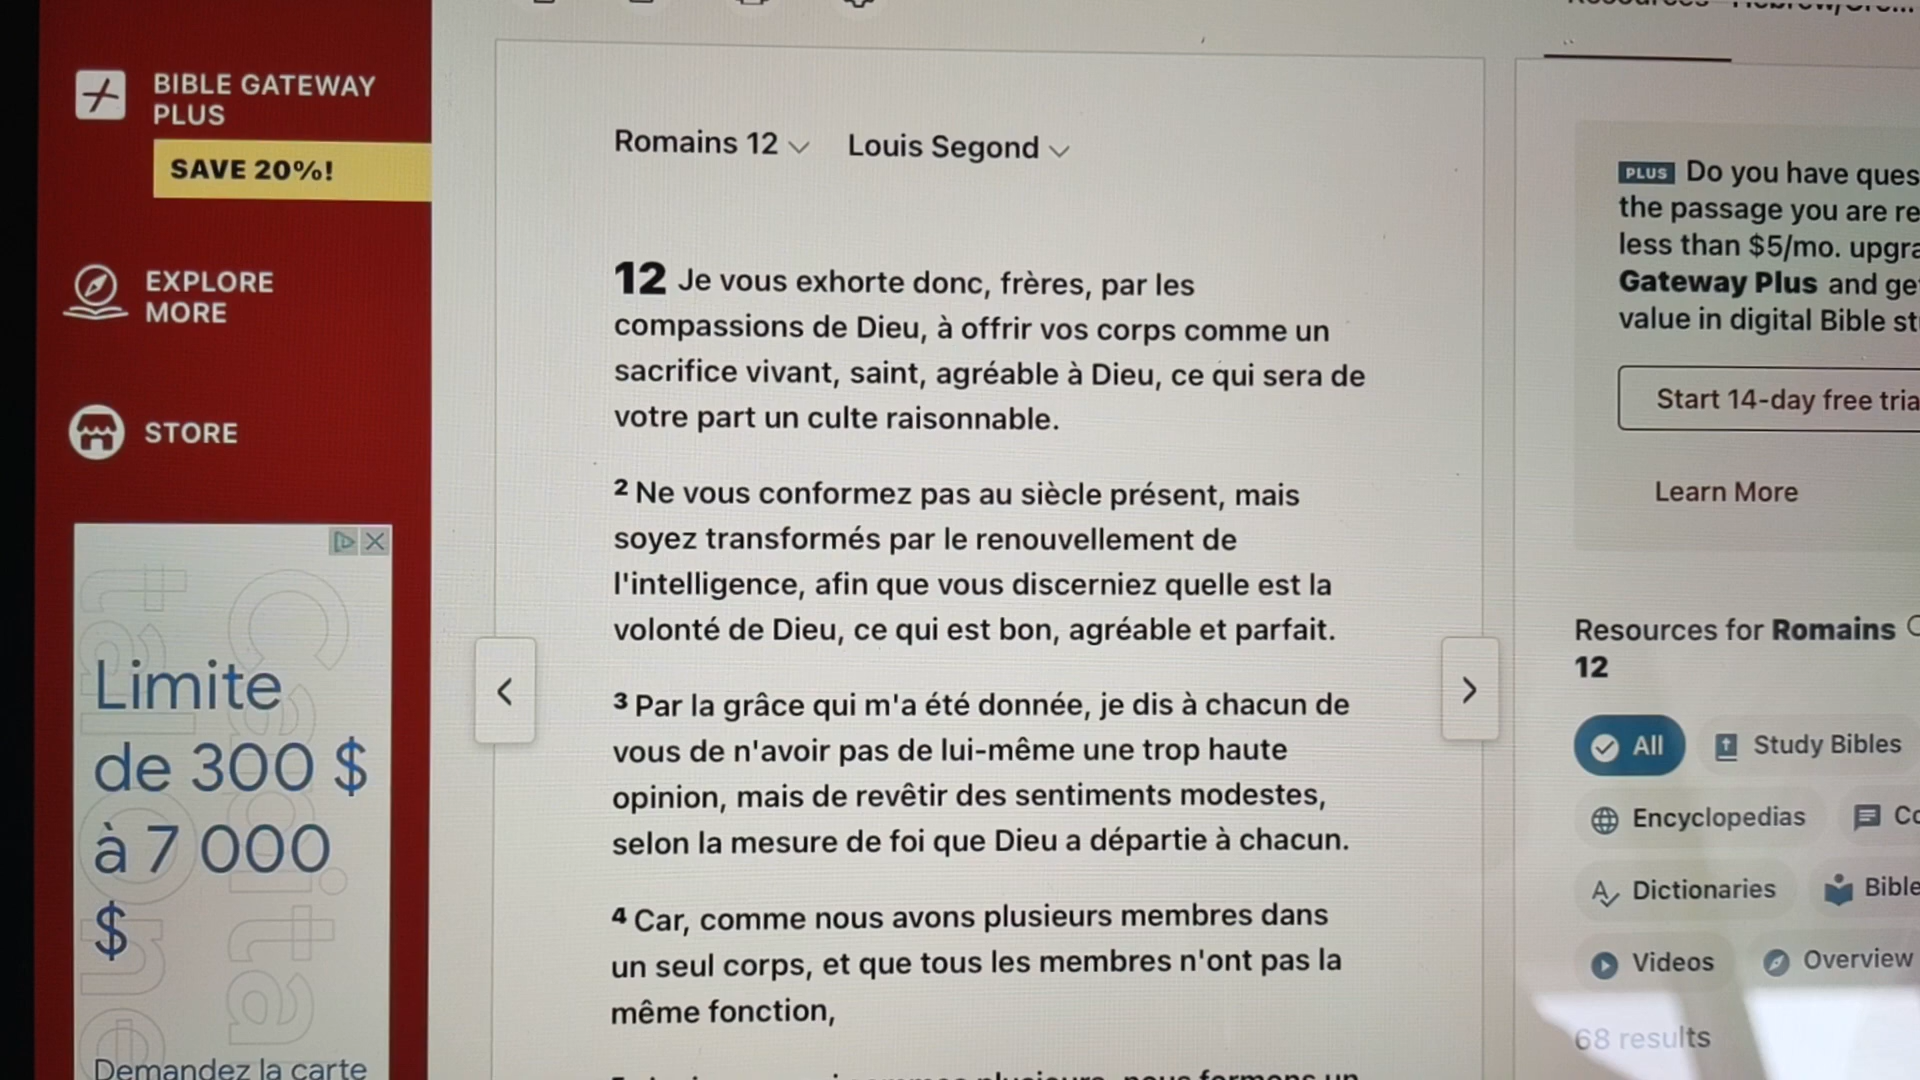 BIBLE GATEWAY
PLUS
SAVE 20%!
EXPLORE
MORE
STORE
Limite
de 300 $
à 7 000
$
Demandez la carte
Romains 12
Louis Segond
12 Je vous exhorte donc, frères, par les
compassions de Dieu, à offrir vos corps comme un
sacrifice vivant, saint, agréable à Dieu, ce qui sera de
votre part un culte raisonnable.
2 Ne vous conformez pas au siècle présent, mais
soyez transformés par le renouvellement de
l'intelligence, afin que vous discerniez quelle est la
volonté de Dieu, ce qui est bon, agréable et parfait.
3 Par la grâce qui m'a été donnée, je dis à chacun de
vous de n'avoir pas de lui-même une trop haute
opinion, mais de revêtir des sentiments modestes,
selon la mesure de foi que Dieu a départie à chacun.
4 Car, comme nous avons plusieurs membres dans
un seul corps, et que tous les membres n'ont pas la
même fonction,
plusieurs, nous formons un
PLUS Do you have ques
the passage you are re
less than $5/mo. upgra
Gateway Plus and ge
value in digital Bible st
Start 14-day free tria
Learn More
Resources for Romains
12
All
Study Bibles
Encyclopedias
Co
Dictionaries
Bible
Videos
Overview
68 results